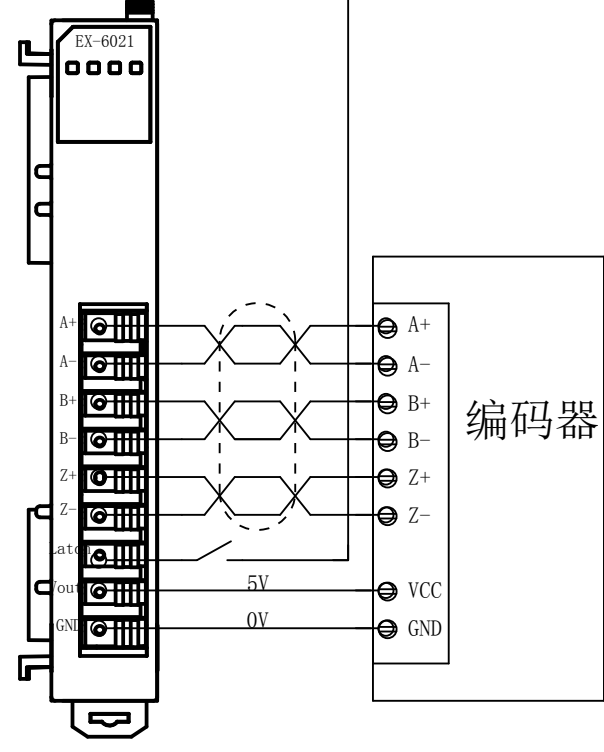 EX-6021
A+
A-
B+
B-
Z+
Z-
Latch
Vout
GND
5V
0V
A+
A-
B+
B-
Z+
Z-
VCC
GND
编码器